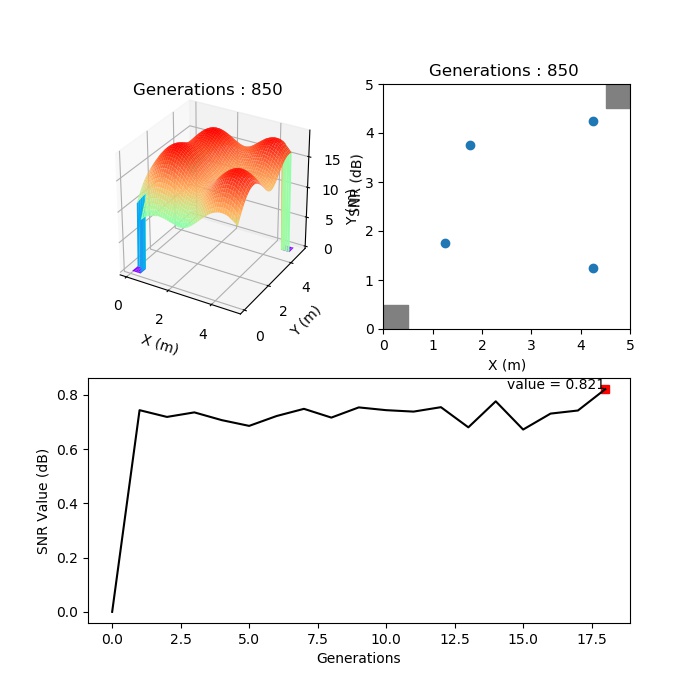 Generations : 850
15
10
5
0
SNR (dB)
0
2
4
X (m)
0
2
4
Y (m)
Generations : 850
5
4
3
2
1
0
Y (m)
0 1 2 3 4 5
X (m)
value = 0.821
0.8
0.6
0.4
0.2
0.0
SNR Value (dB)
0.0 2.5 5.0 7.5 10.0 12.5 15.0 17.5
Generations